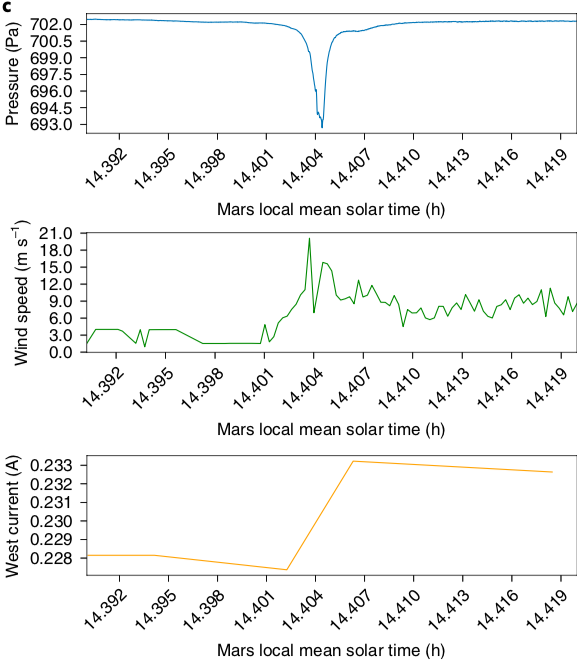 c
Pressure (Pa)
702.0
700.5
699.0
697.5
696.0
694.5
693.0
14.392 14.395 14.398 14.401 14.404 14.407 14.410 14.413 14.416 14.419
Mars local mean solar time (h)
Wind speed (m s⁻¹)
21.0
18.0
15.0
12.0
9.0
6.0
3.0
0.0
14.392 14.395 14.398 14.401 14.404 14.407 14.410 14.413 14.416 14.419
Mars local mean solar time (h)
West current (A)
0.233
0.232
0.231
0.230
0.229
0.228
14.392 14.395 14.398 14.401 14.404 14.407 14.410 14.413 14.416 14.419
Mars local mean solar time (h)